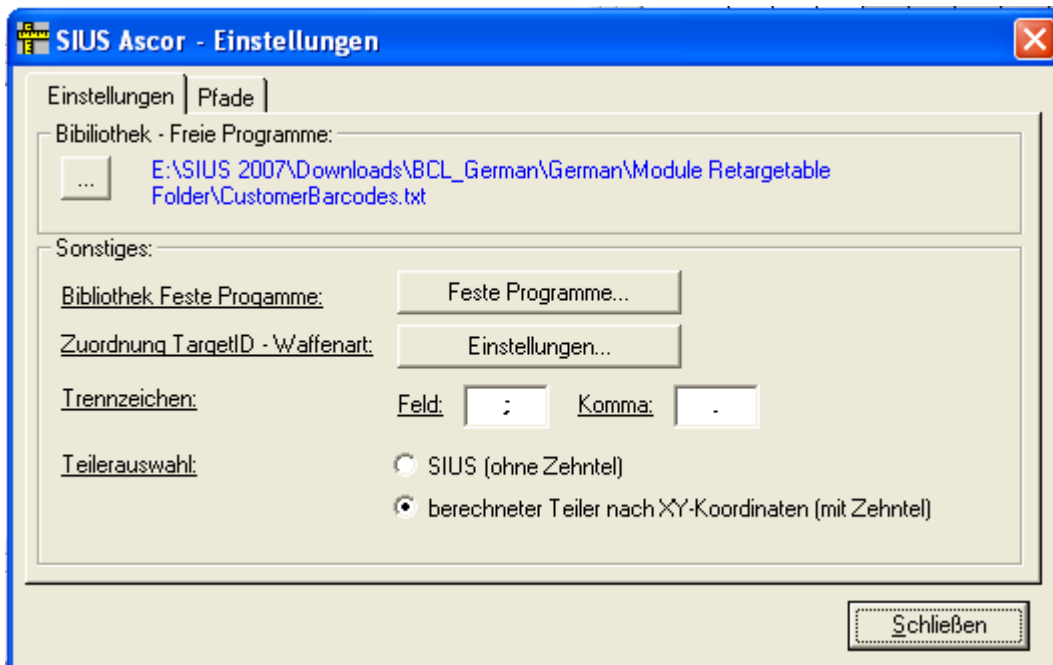 SIUS Ascor - Einstellungen
Einstellungen Pfade
Bibiliothek - Freie Programme:
... E:\SIUS 2007\Downloads\BCL_German\German\Module Retargetable
Folder\CustomerBarcodes.txt
Sonstiges:
Bibliothek Feste Progamme: Feste Programme...
Zuordnung TargetID - Waffenart: Einstellungen...
Trennzeichen: Feld: ; Komma: .
Teilerauswahl: SIUS (ohne Zehntel)
berechneter Teiler nach XY-Koordinaten (mit Zehntel)
Schließen